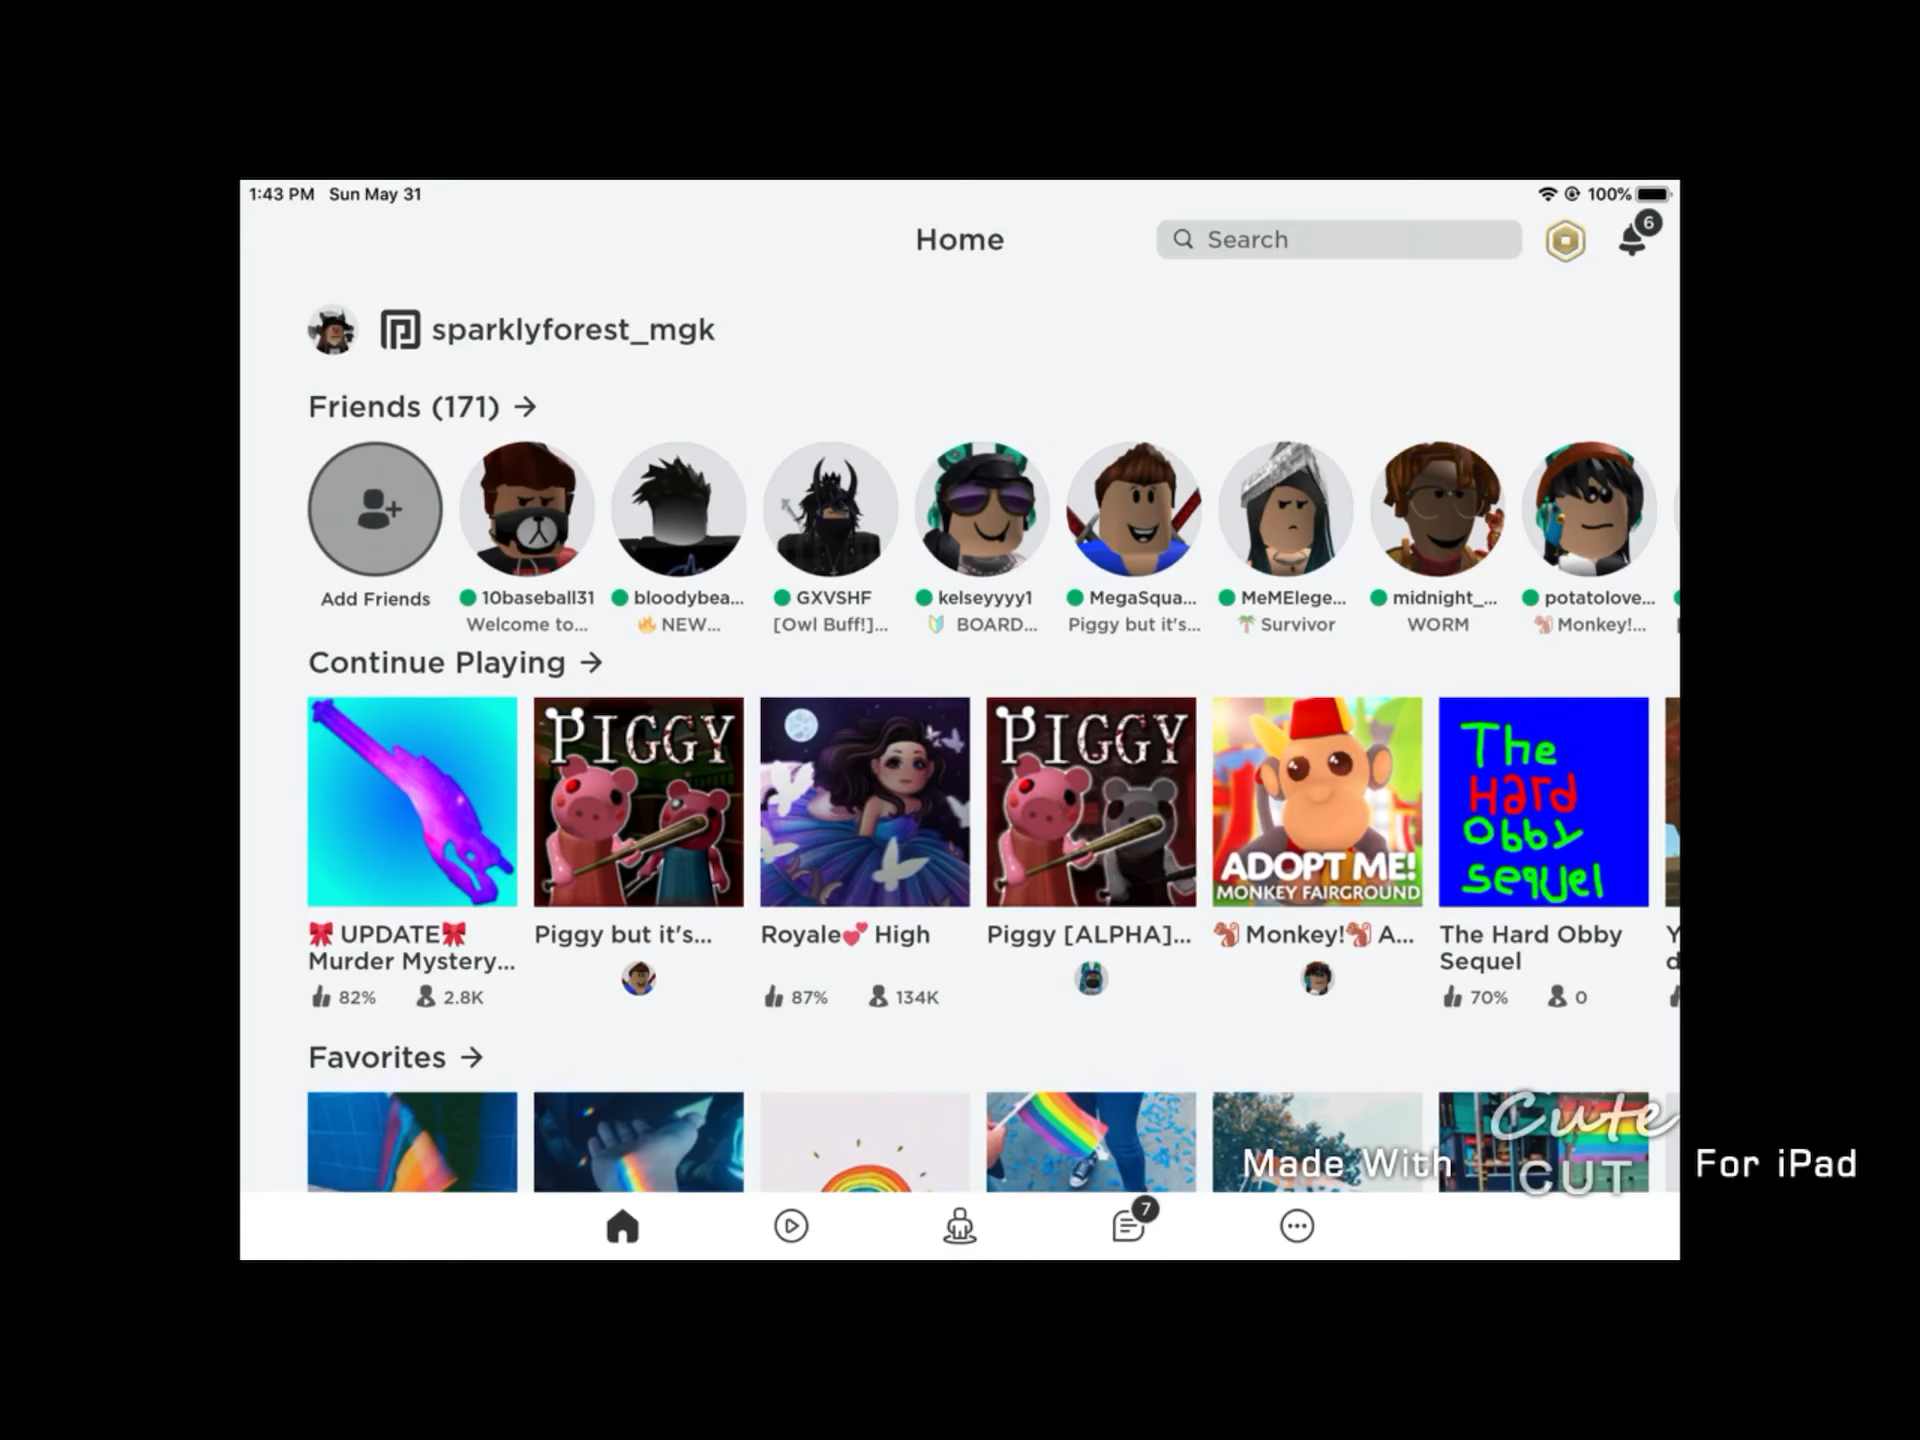 1:43 PM Sun May 31
100%
Home
Search
6
sparklyforest_mgk
Friends (171)
Add Friends
10baseball31
bloodybea...
GXVSHF
kelseyyyy1
MegaSqua...
MeMElege...
midnight_...
potatolove...
Welcome to...
🔥 NEW...
[Owl Buff!]...
🔰 BOARD...
Piggy but it's...
🌴 Survivor
WORM
🐒 Monkey!...
Continue Playing
PIGGY
PIGGY
ADOPT ME!
MONKEY FAIRGROUND
The
Hard
Obby
Sequel
🎀 UPDATE🎀
Murder Mystery...
82% 2.8K
Piggy but it's...
Royale💕 High
87% 134K
Piggy [ALPHA]...
🐒 Monkey!🐒 A...
The Hard Obby
Sequel
70% 0
Favorites
Made With Cute CUT For iPad
7